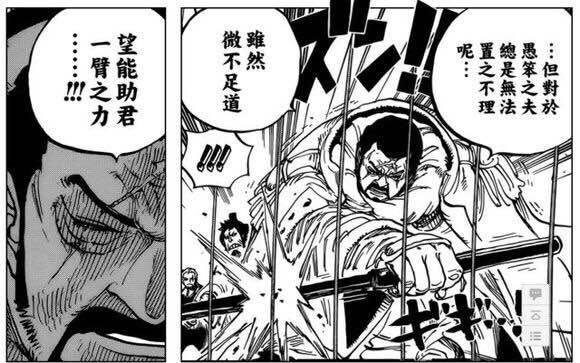 …但對於
愚笨之夫
總是無法
置之不理
呢…
ズン!!
雖然
微不足道
!!!
ギギ…!
望能助君
一臂之力
………!!!